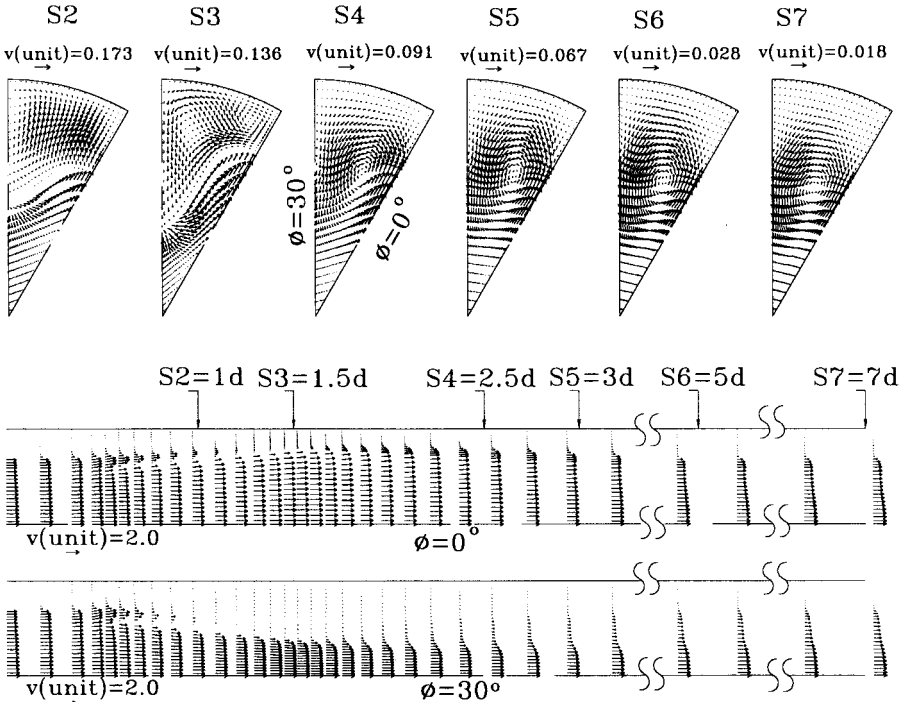 S2 S3 S4 S5 S6 S7
v(unit)=0.173 v(unit)=0.136 v(unit)=0.091 v(unit)=0.067 v(unit)=0.028 v(unit)=0.018
ø=30° ø=0°
S2=1d S3=1.5d S4=2.5d S5=3d S6=5d S7=7d
v(unit)=2.0 ø=0°
v(unit)=2.0 ø=30°